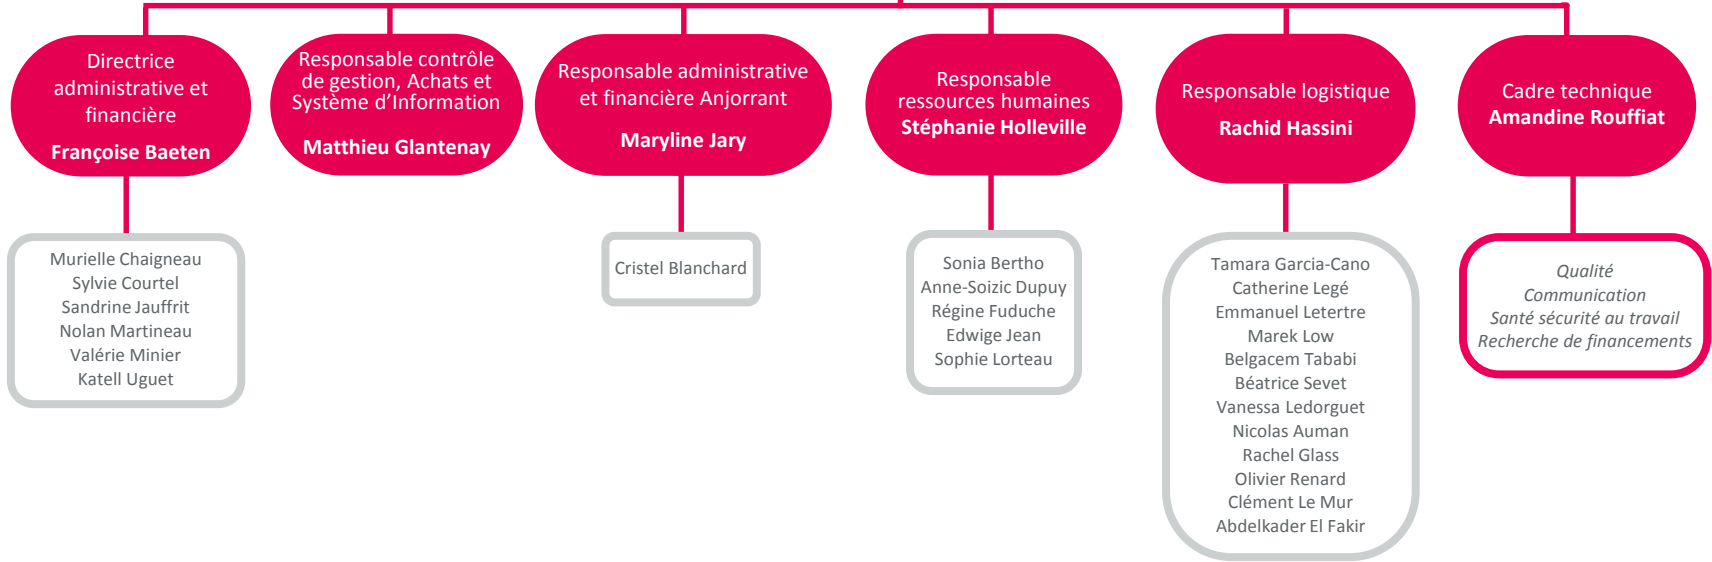 Directrice
administrative et
financière
Françoise Baeten
Murielle Chaigneau
Sylvie Courtel
Sandrine Jauffrit
Nolan Martineau
Valérie Minier
Katell Uguet
Responsable contrôle
de gestion, Achats et
Système d’Information
Matthieu Glantenay
Responsable administrative
et financière Anjorrant
Maryline Jary
Cristel Blanchard
Responsable
ressources humaines
Stéphanie Holleville
Sonia Bertho
Anne-Soizic Dupuy
Régine Fuduche
Edwige Jean
Sophie Lorteau
Responsable logistique
Rachid Hassini
Tamara Garcia-Cano
Catherine Legé
Emmanuel Letertre
Marek Low
Belgacem Tababi
Béatrice Sevet
Vanessa Ledorguet
Nicolas Auman
Rachel Glass
Olivier Renard
Clément Le Mur
Abdelkader El Fakir
Cadre technique
Amandine Rouffiat
Qualité
Communication
Santé sécurité au travail
Recherche de financements